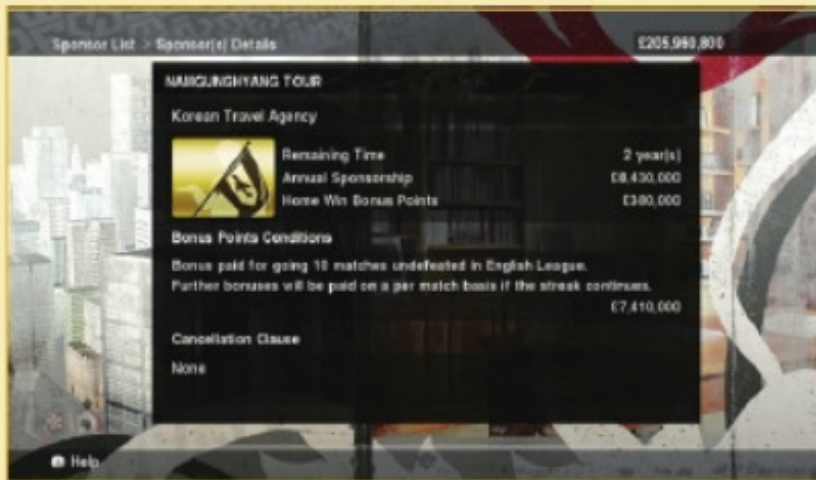 Sponsor List > Sponsor(s) Details
£205,960,800
NAMGUNGHYANG TOUR
Korean Travel Agency
Remaining Time 2 year(s)
Annual Sponsorship £8,430,000
Home Win Bonus Points £380,000
Bonus Points Conditions
Bonus paid for going 10 matches undefeated in English League.
Further bonuses will be paid on a per match basis if the streak continues.
£7,410,000
Cancellation Clause
None
Help